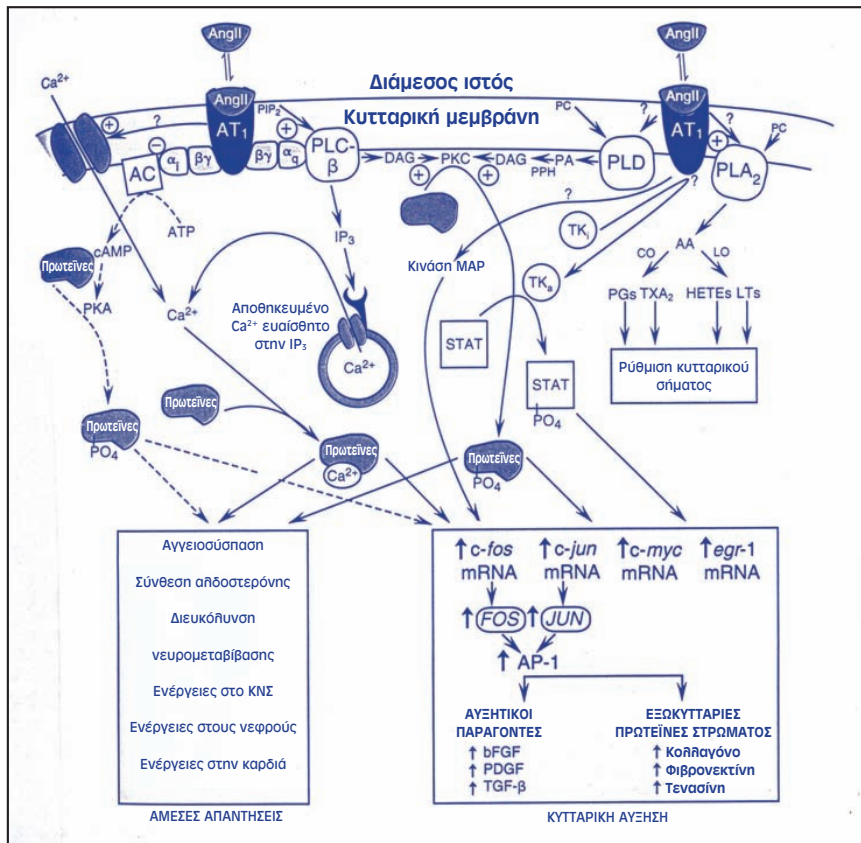 AngII
AngII
Ca²⁺
Διάμεσος ιστός
AngII
AngII
PIP₂
Κυτταρική μεμβράνη
PC
?
?
?
PC
+
AT₁
+
AT₁
+
−
PLC-
β
PLD
PLA₂
AC
αᵢ
βγ
βγ
α_q
DAG
PKC
DAG
PA
PPH
+
+
?
?
ATP
cAMP
IP₃
TKᵢ
AA
CO
LO
Πρωτεΐνες
Κινάση MAP
TKₐ
PKA
Ca²⁺
Αποθηκευμένο
Ca²⁺ ευαίσθητο
στην IP₃
PGs TXA₂
HETEs LTs
STAT
Ca²⁺
Ρύθμιση κυτταρικού
σήματος
STAT
PO₄
Πρωτεΐνες
Πρωτεΐνες
PO₄
Πρωτεΐνες
Ca²⁺
Πρωτεΐνες
PO₄
Αγγειοσύσπαση
Σύνθεση αλδοστερόνης
Διευκόλυνση
νευρομεταβίβασης
Ενέργειες στο ΚΝΣ
Ενέργειες στους νεφρούς
Ενέργειες στην καρδιά
ΑΜΕΣΕΣ ΑΠΑΝΤΗΣΕΙΣ
↑c-fos ↑c-jun ↑c-myc ↑egr-1
mRNA mRNA mRNA mRNA
↑FOS ↑JUN
↑AP-1
ΑΥΞΗΤΙΚΟΙ
ΠΑΡΑΓΟΝΤΕΣ
↑ bFGF
↑ PDGF
↑ TGF-β
ΕΞΩΚΥΤΤΑΡΙΕΣ
ΠΡΩΤΕΪΝΕΣ ΣΤΡΩΜΑΤΟΣ
↑ Κολλαγόνο
↑ Φιβρονεκτίνη
↑ Τενασίνη
ΚΥΤΤΑΡΙΚΗ ΑΥΞΗΣΗ